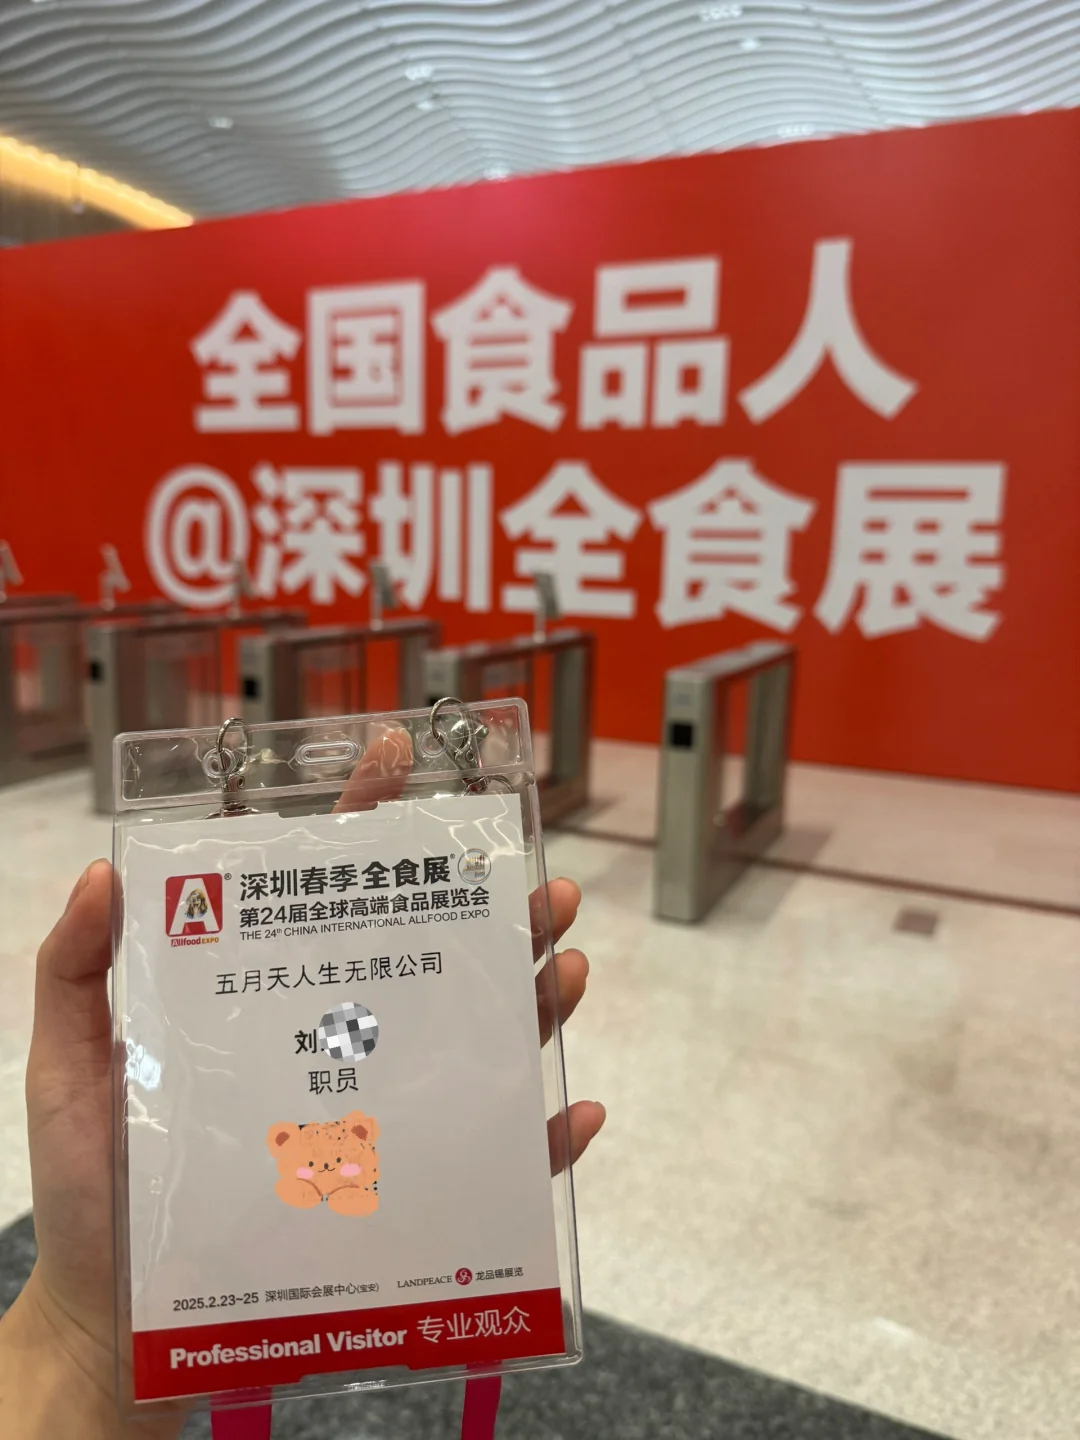 全国食品人
@深圳全食展
A
®
Allfood EXPO
深圳春季全食展®
第24届全球高端食品展览会
THE 24th CHINA INTERNATIONAL ALLFOOD EXPO
五月天人生无限公司
刘
职员
2025.2.23~25 深圳国际会展中心(宝安)
LANDPEACE 龙品锡展览
Professional Visitor 专业观众